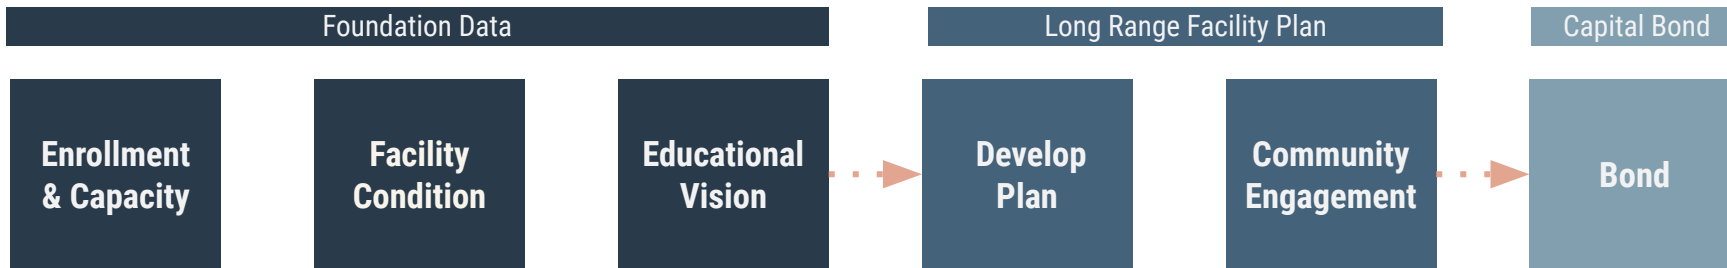 Foundation Data
Long Range Facility Plan
Capital Bond
Enrollment
& Capacity
Facility
Condition
Educational
Vision
Develop
Plan
Community
Engagement
Bond